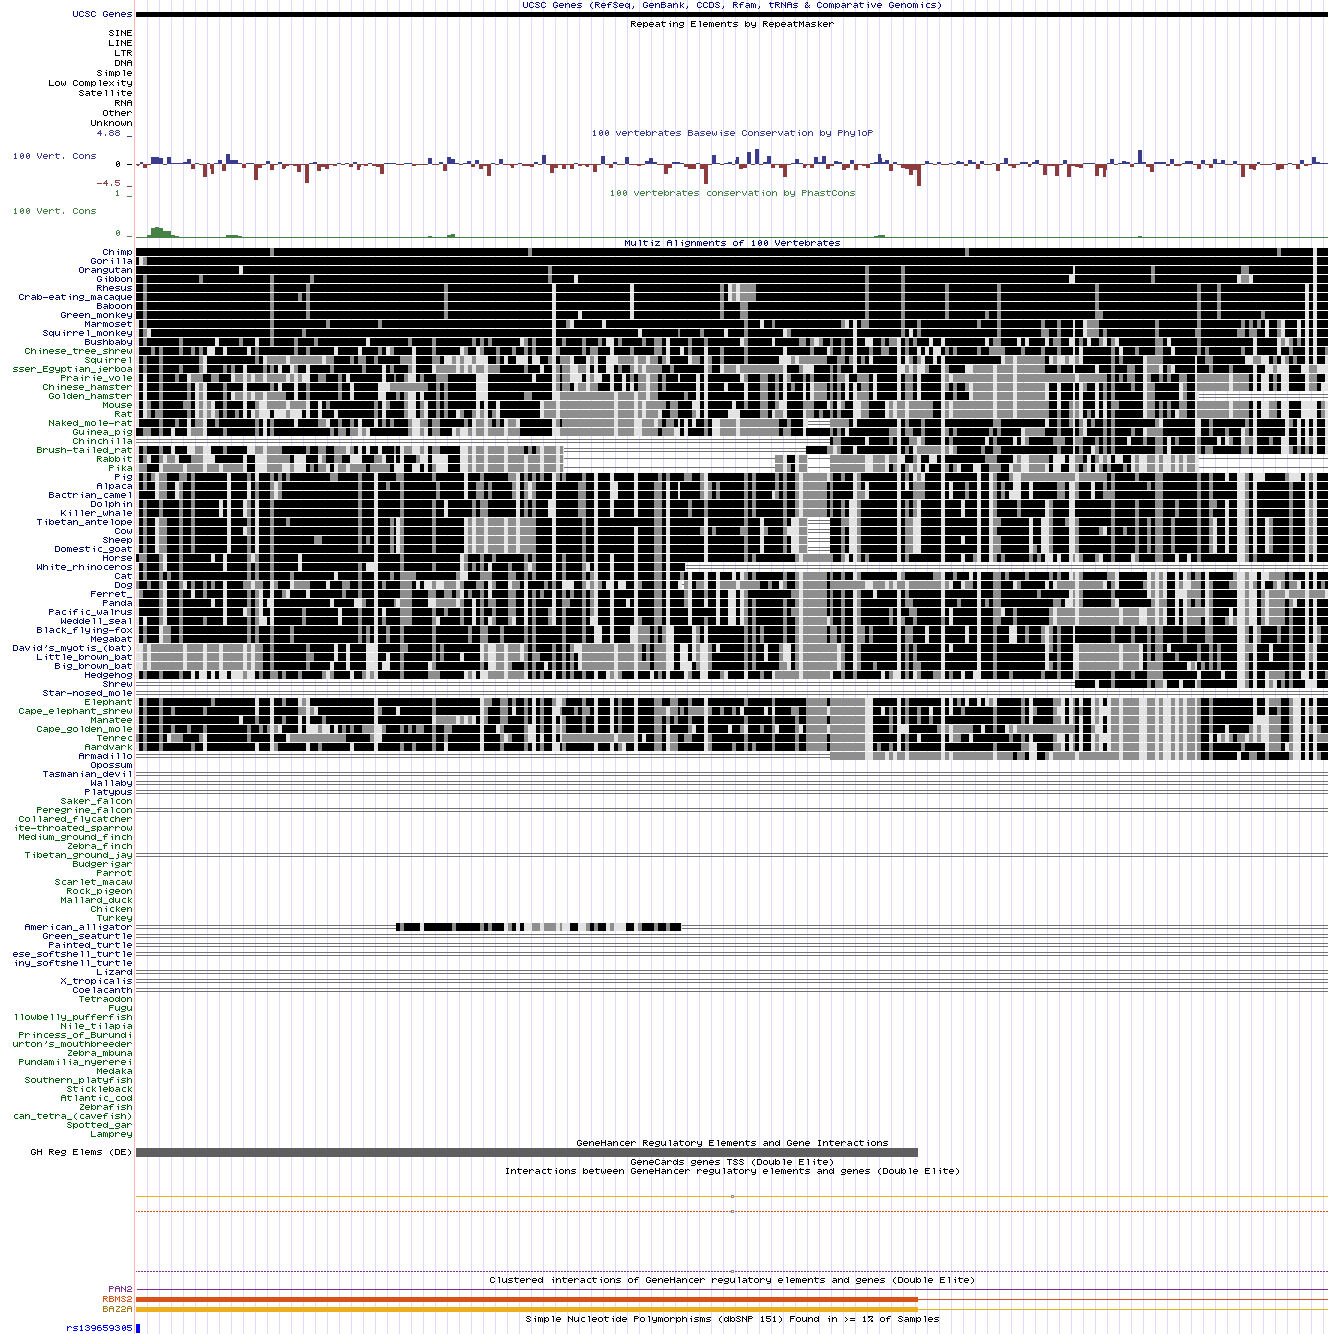 UCSC Genes (RefSeq, GenBank, CCDS, Rfam, tRNAs & Comparative Genomics)
UCSC Genes
Repeating Elements by RepeatMasker
SINE
LINE
LTR
DNA
Simple
Low Complexity
Satellite
RNA
Other
Unknown
4.88 _
100 vertebrates Basewise Conservation by PhyloP
100 Vert. Cons
0 -
-4.5 _
1 _
100 vertebrates conservation by PhastCons
100 Vert. Cons
0 _
Multiz Alignments of 100 Vertebrates
Chimp
Gorilla
Orangutan
Gibbon
Rhesus
Crab-eating_macaque
Baboon
Green_monkey
Marmoset
Squirrel_monkey
Bushbaby
Chinese_tree_shrew
Squirrel
sser_Egyptian_jerboa
Prairie_vole
Chinese_hamster
Golden_hamster
Mouse
Rat
Naked_mole-rat
Guinea_pig
Chinchilla
Brush-tailed_rat
Rabbit
Pika
Pig
Alpaca
Bactrian_camel
Dolphin
Killer_whale
Tibetan_antelope
Cow
Sheep
Domestic_goat
Horse
White_rhinoceros
Cat
Dog
Ferret_
Panda
Pacific_walrus
Weddell_seal
Black_flying-fox
Megabat
David's_myotis_(bat)
Little_brown_bat
Big_brown_bat
Hedgehog
Shrew
Star-nosed_mole
Elephant
Cape_elephant_shrew
Manatee
Cape_golden_mole
Tenrec
Aardvark
Armadillo
Opossum
Tasmanian_devil
Wallaby
Platypus
Saker_falcon
Peregrine_falcon
Collared_flycatcher
ite-throated_sparrow
Medium_ground_finch
Zebra_finch
Tibetan_ground_jay
Budgerigar
Parrot
Scarlet_macaw
Rock_pigeon
Mallard_duck
Chicken
Turkey
American_alligator
Green_seaturtle
Painted_turtle
ese_softshell_turtle
iny_softshell_turtle
Lizard
X_tropicalis
Coelacanth
Tetraodon
Fugu
llowbelly_pufferfish
Nile_tilapia
Princess_of_Burundi
urton's_mouthbreeder
Zebra_mbuna
Pundamilia_nyererei
Medaka
Southern_platyfish
Stickleback
Atlantic_cod
Zebrafish
can_tetra_(cavefish)
Spotted_gar
Lamprey
GeneHancer Regulatory Elements and Gene Interactions
GH Reg Elems (DE)
GeneCards genes TSS (Double Elite)
Interactions between GeneHancer regulatory elements and genes (Double Elite)
Clustered interactions of GeneHancer regulatory elements and genes (Double Elite)
PAN2
RBMS2
BAZ2A
Simple Nucleotide Polymorphisms (dbSNP 151) Found in >= 1% of Samples
rs139659305